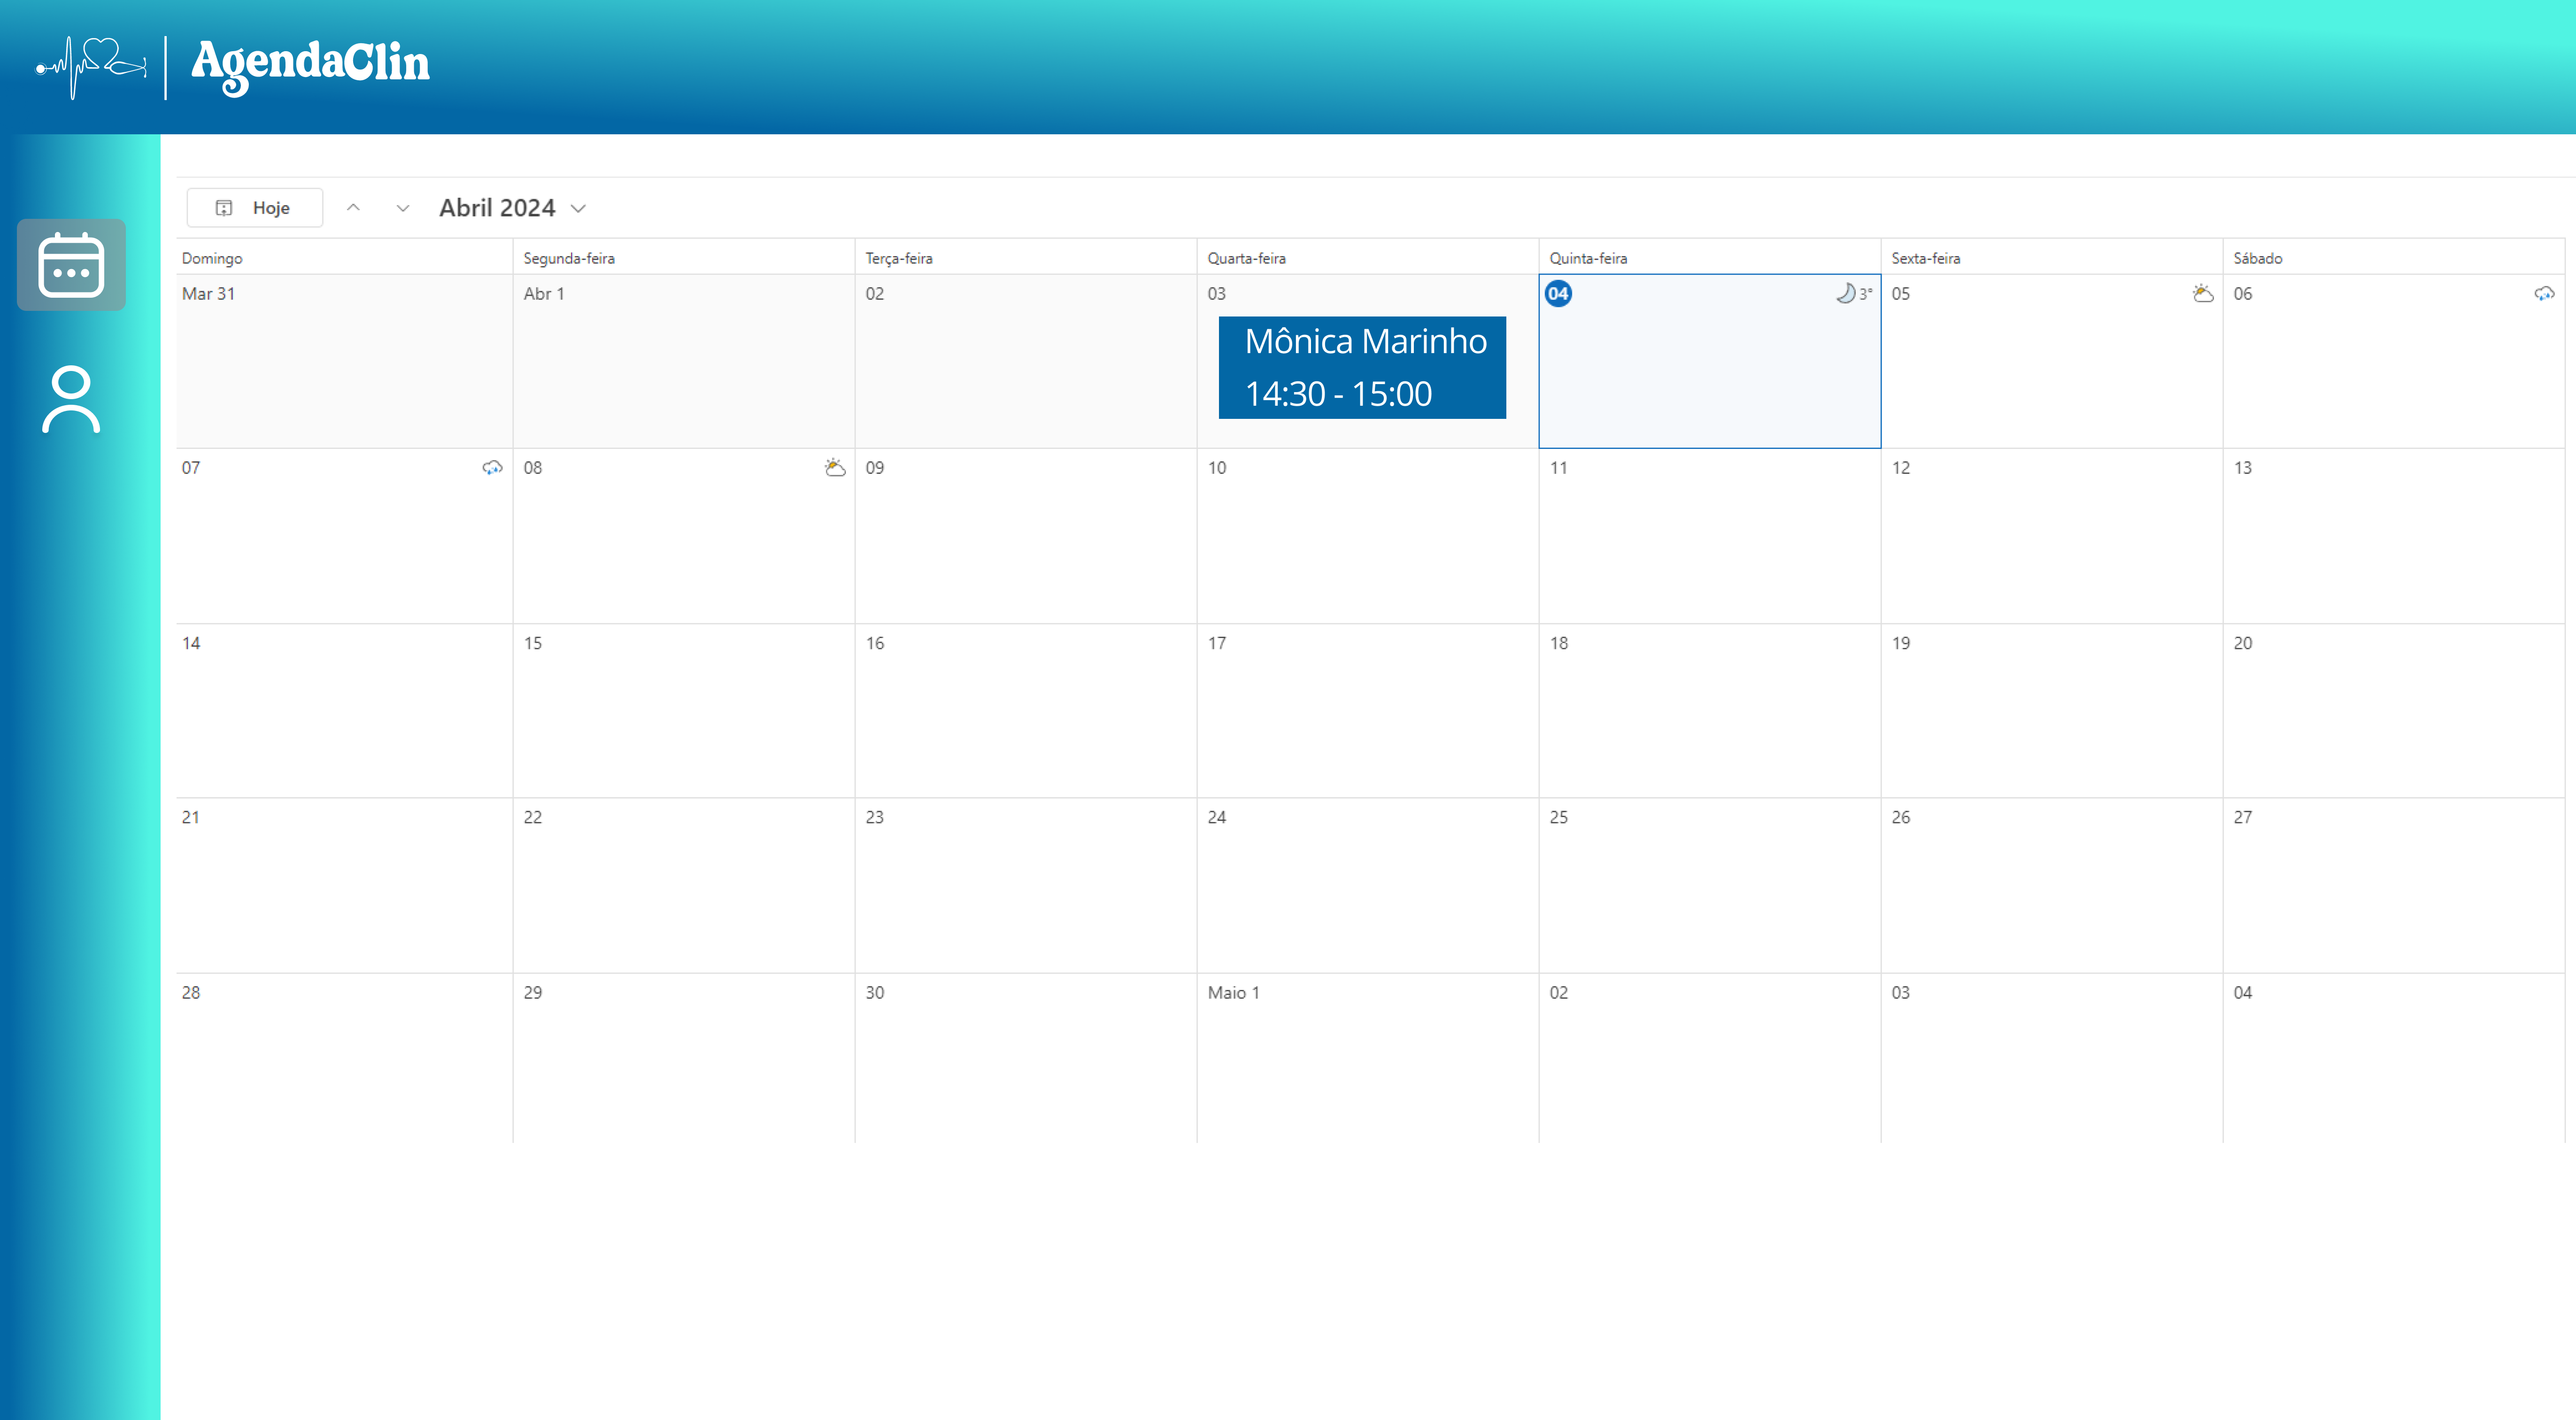 AgendaClin
Hoje
Abril 2024
Domingo Segunda-feira Terça-feira Quarta-feira Quinta-feira Sexta-feira Sábado
Mar 31 Abr 1 02 03 04 3° 05 06
Mônica Marinho
14:30 - 15:00
07 08 09 10 11 12 13
14 15 16 17 18 19 20
21 22 23 24 25 26 27
28 29 30 Maio 1 02 03 04